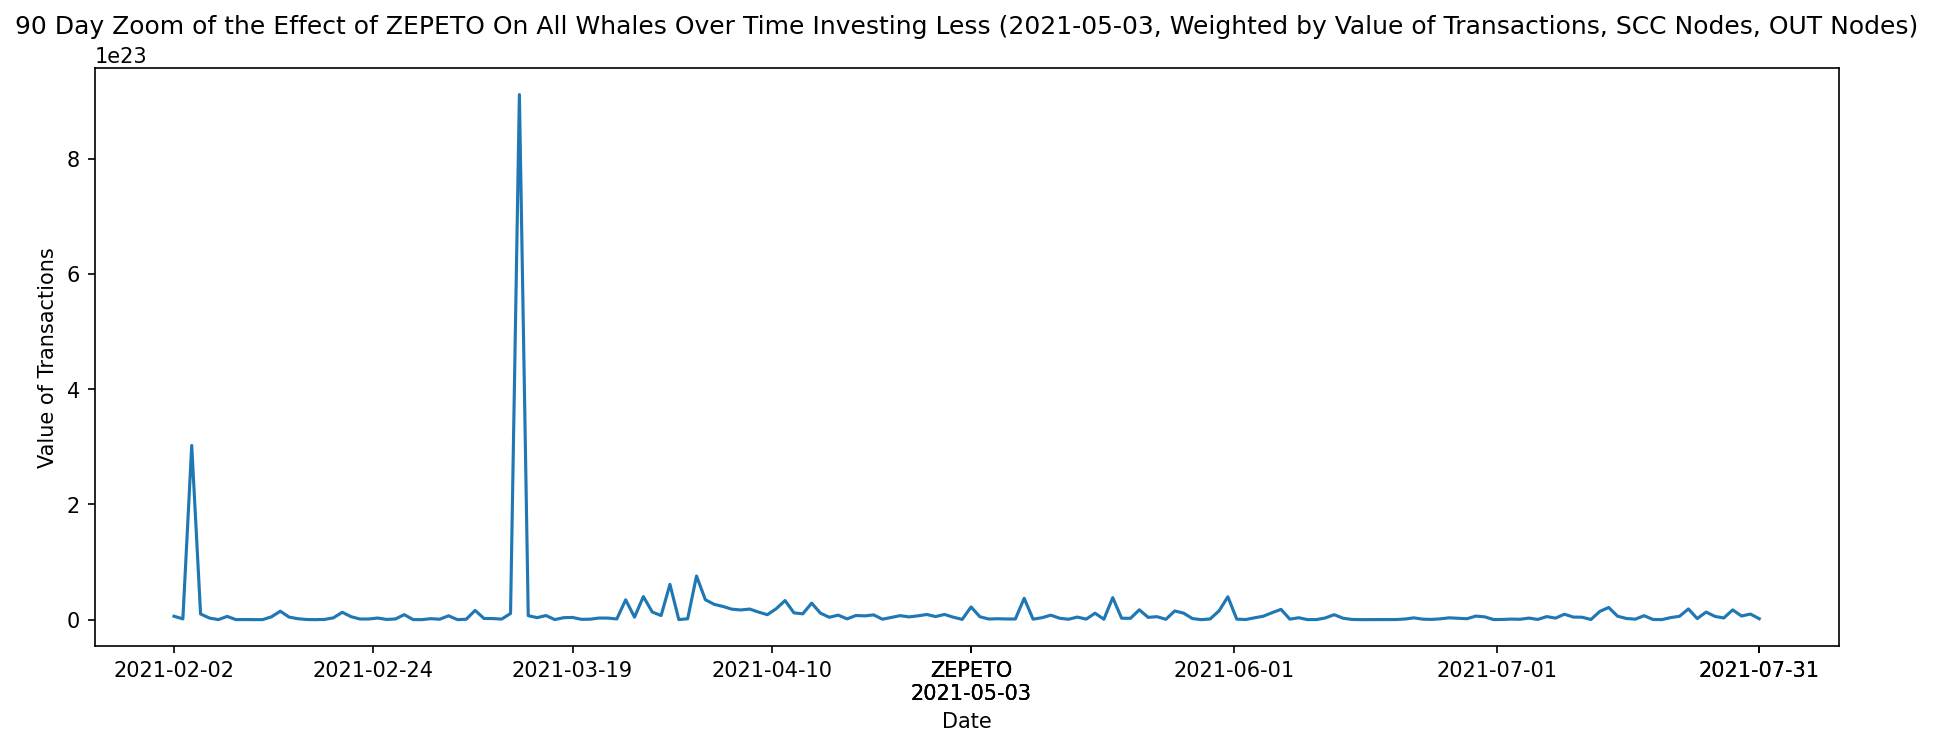 90 Day Zoom of the Effect of ZEPETO On All Whales Over Time Investing Less (2021-05-03, Weighted by Value of Transactions, SCC Nodes, OUT Nodes)
1e23
8
6
4
2
0
Value of Transactions
2021-02-02
2021-02-24
2021-03-19
2021-04-10
ZEPETO
2021-05-03
2021-06-01
2021-07-01
2021-07-31
Date